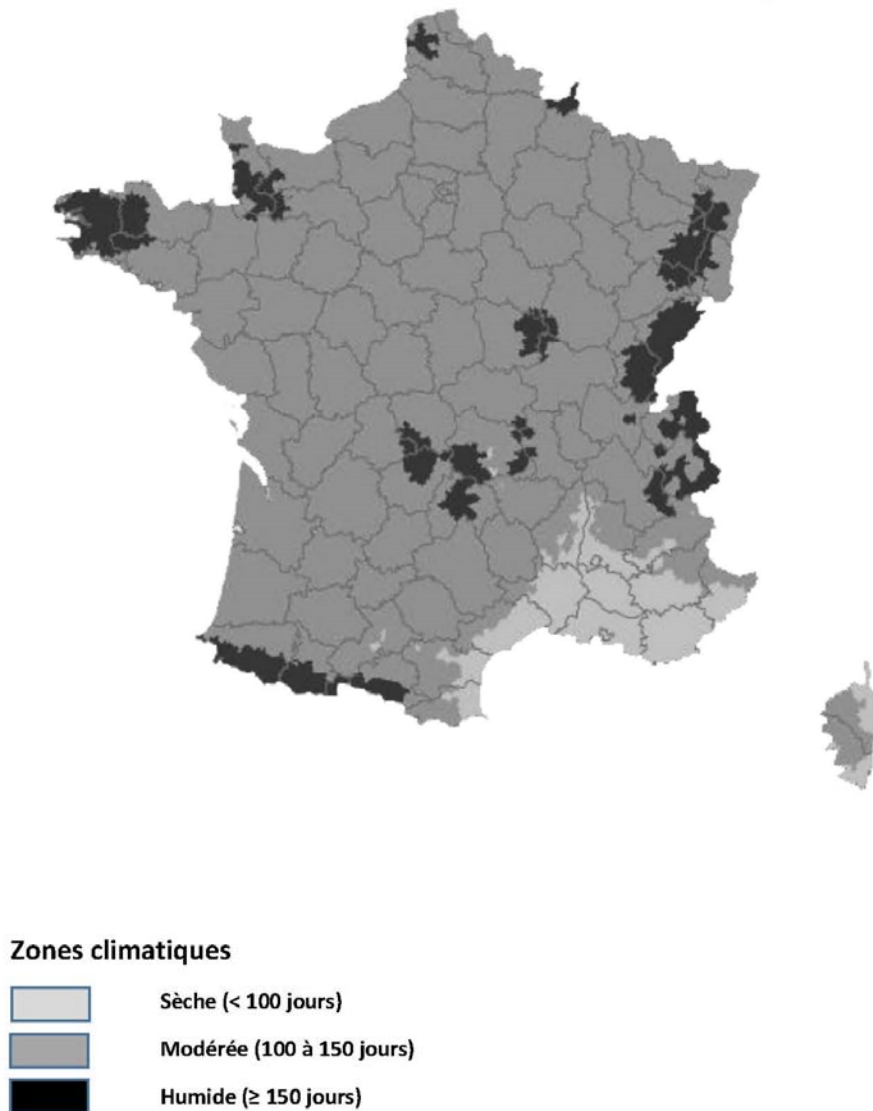 Zones climatiques
Sèche (< 100 jours)
Modérée (100 à 150 jours)
Humide (≥ 150 jours)